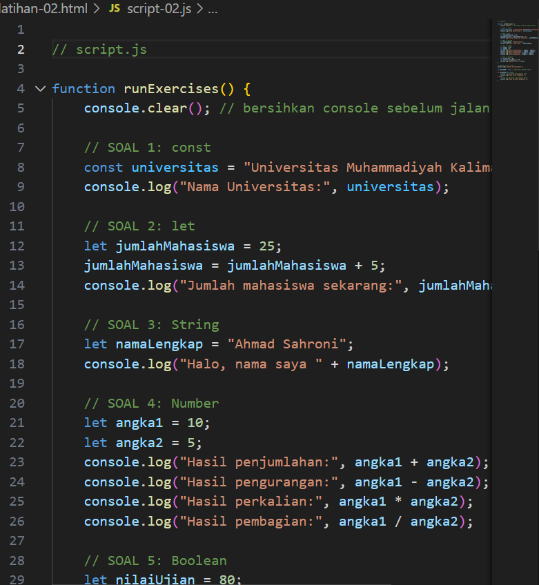 latihan-02.html > JS script-02.js > ...
1
2 // script.js
3
4 function runExercises() {
5 console.clear(); // bersihkan console sebelum jalan
6
7 // SOAL 1: const
8 const universitas = "Universitas Muhammadiyah Kalima
9 console.log("Nama Universitas:", universitas);
10
11 // SOAL 2: let
12 let jumlahMahasiswa = 25;
13 jumlahMahasiswa = jumlahMahasiswa + 5;
14 console.log("Jumlah mahasiswa sekarang:", jumlahMaha
15
16 // SOAL 3: String
17 let namaLengkap = "Ahmad Sahroni";
18 console.log("Halo, nama saya " + namaLengkap);
19
20 // SOAL 4: Number
21 let angka1 = 10;
22 let angka2 = 5;
23 console.log("Hasil penjumlahan:", angka1 + angka2);
24 console.log("Hasil pengurangan:", angka1 - angka2);
25 console.log("Hasil perkalian:", angka1 * angka2);
26 console.log("Hasil pembagian:", angka1 / angka2);
27
28 // SOAL 5: Boolean
29 let nilaiUjian = 80;